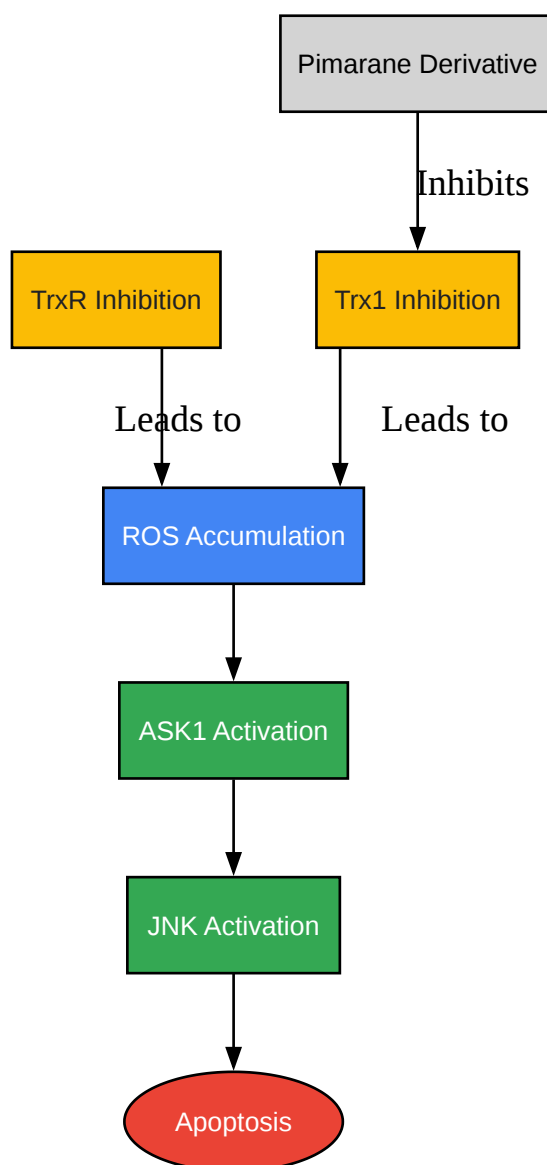 Pimarane Derivative
Inhibits
TrxR Inhibition
Trx1 Inhibition
Leads to
Leads to
ROS Accumulation
ASK1 Activation
JNK Activation
Apoptosis